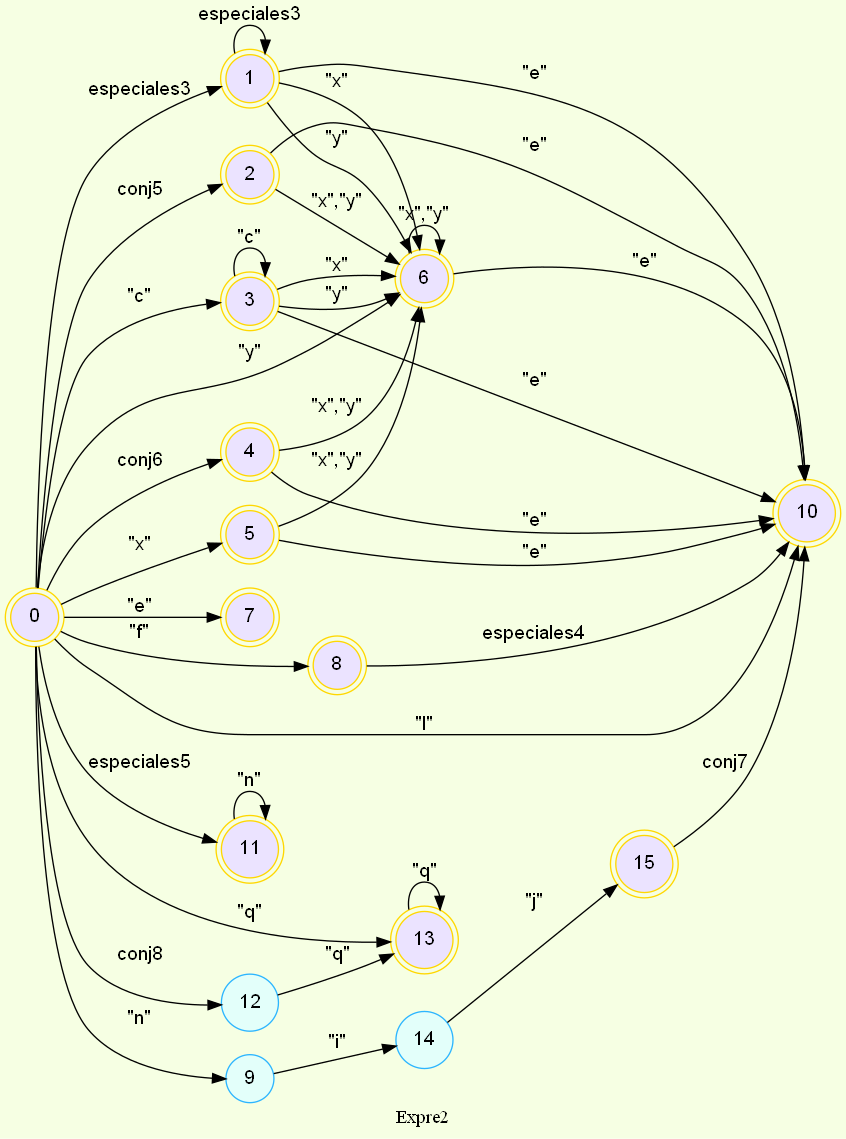 especiales3
1
"e"
"x"
especiales3
"y"
"e"
2
conj5
"x","y"
"x","y"
"c"
"x"
"e"
6
"c"
3
"y"
"y"
"e"
"x","y"
4
conj6
"x","y"
10
"e"
5
"x"
"e"
"e"
7
0
"f"
especiales4
8
"l"
especiales5
conj7
"n"
11
15
"q"
"j"
"q"
13
conj8
"q"
12
"n"
"i"
14
9
Expre2